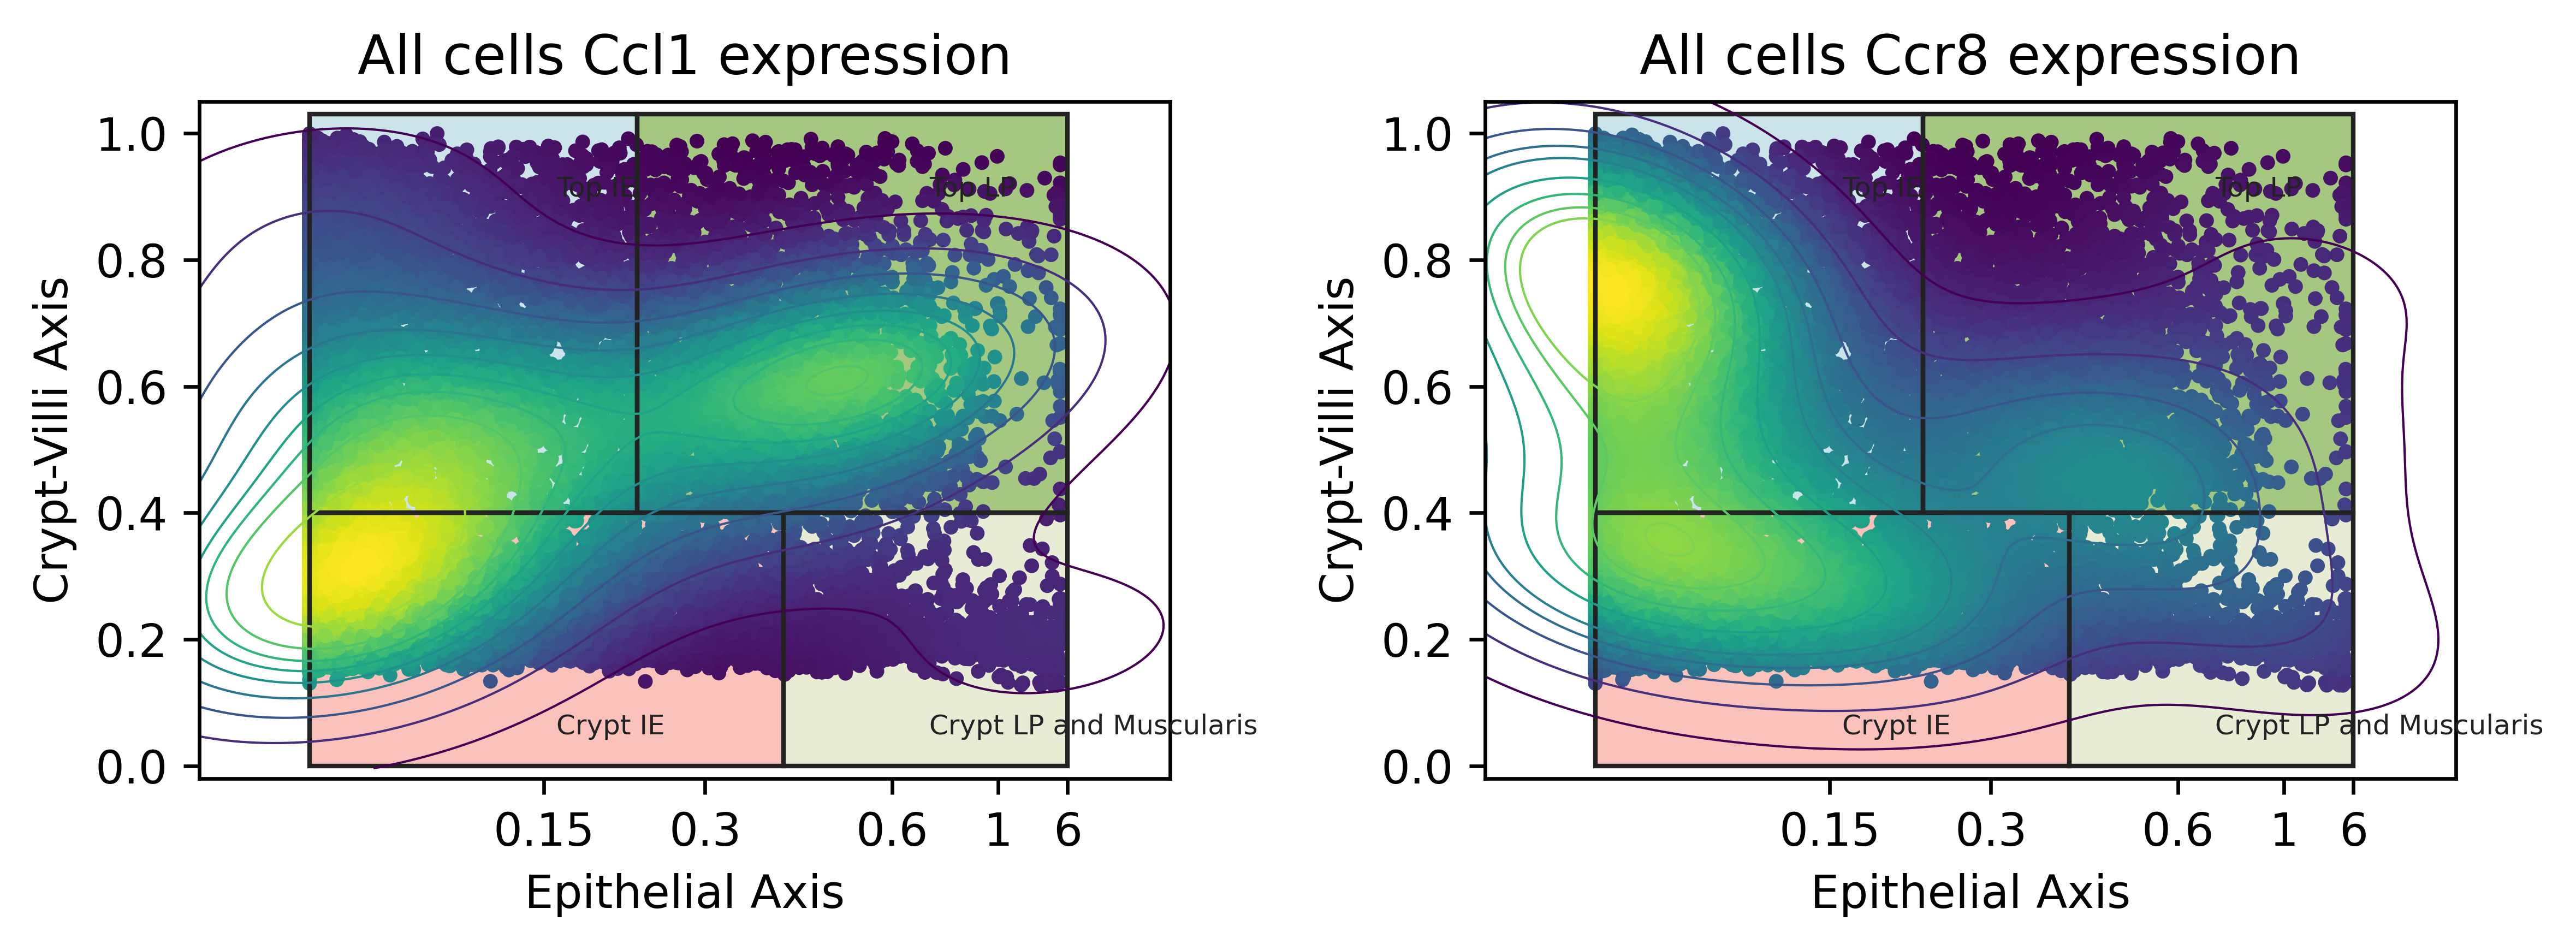 All cells Ccl1 expression
Crypt-Villi Axis
1.0
0.8
0.6
0.4
0.2
0.0
Top IE
Top LP
Crypt IE
Crypt LP and Muscularis
0.15
0.3
0.6
1
6
Epithelial Axis
All cells Ccr8 expression
Crypt-Villi Axis
1.0
0.8
0.6
0.4
0.2
0.0
Top IE
Top LP
Crypt IE
Crypt LP and Muscularis
0.15
0.3
0.6
1
6
Epithelial Axis